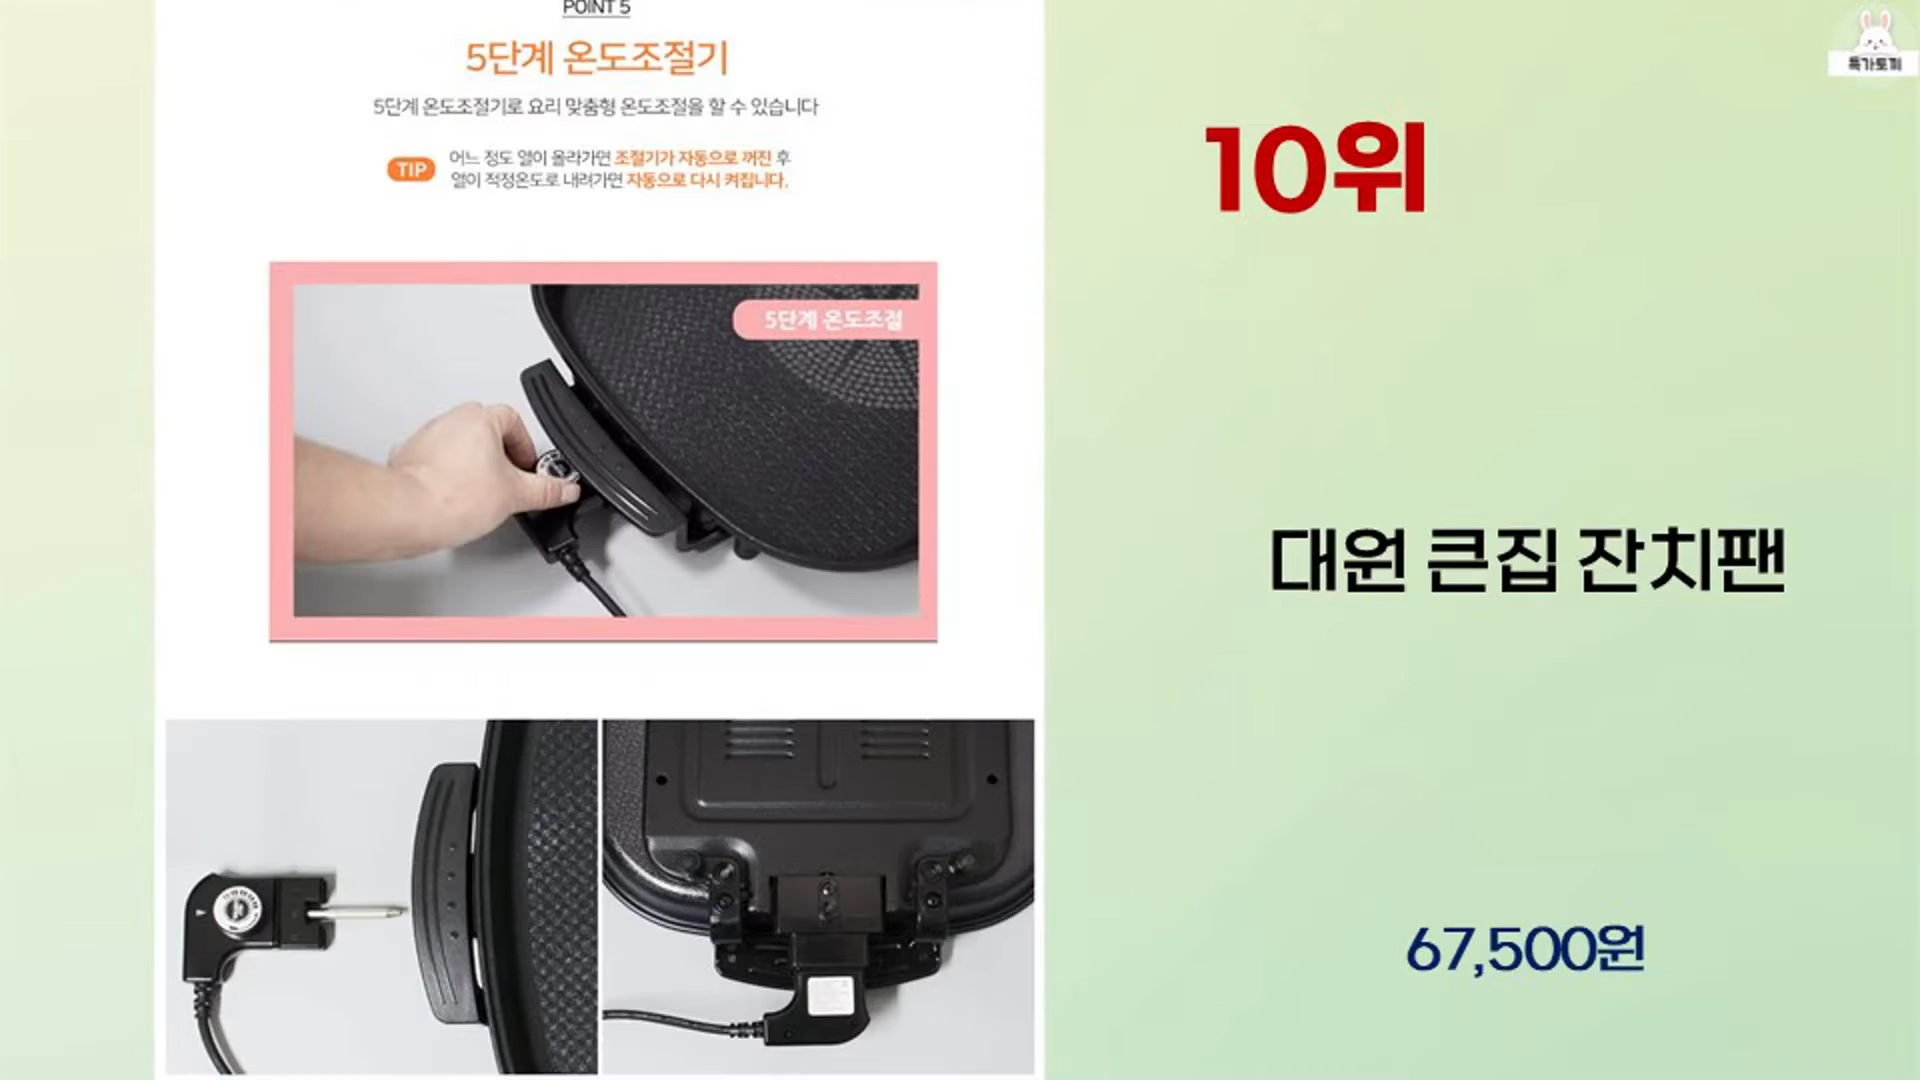 POINT 5
5단계 온도조절기
5단계 온도조절기로 요리 맞춤형 온도조절을 할 수 있습니다
TIP
어느 정도 열이 올라가면 조절기가 자동으로 꺼진 후
열이 적정온도로 내려가면 자동으로 다시 켜집니다.
5단계 온도조절
특가토끼
10위
대원 큰집 잔치팬
67,500원